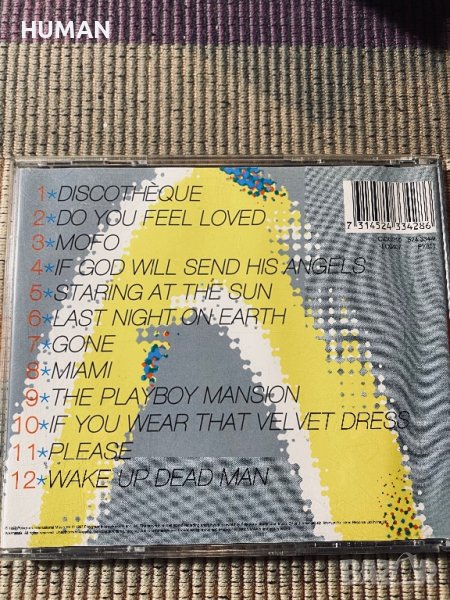 HUMAN
1*DISCOTHÈQUE
2*DO YOU FEEL LOVED
3*MOFO
4*IF GOD WILL SEND HIS ANGELS
5*STARING AT THE SUN
6*LAST NIGHT ON EARTH
7*GONE
8*MIAMI
9*THE PLAYBOY MANSION
10*IF YOU WEAR THAT VELVET DRESS
11*PLEASE
12*WAKE UP DEAD MAN
7 314524 334286